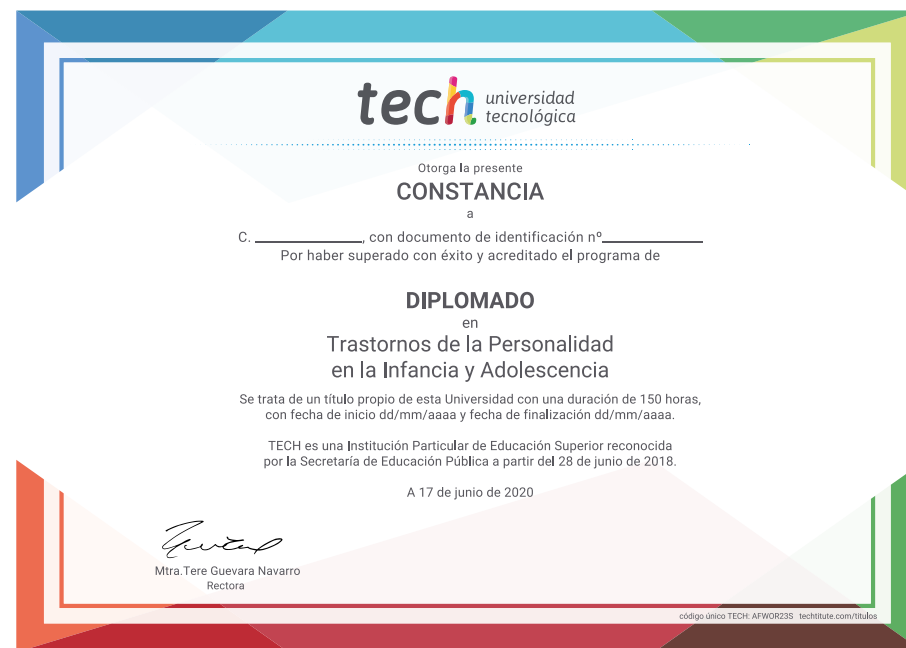 tech universidad
tecnológica
Otorga la presente
CONSTANCIA
a
C. ______________, con documento de identificación nº_____________
Por haber superado con éxito y acreditado el programa de
DIPLOMADO
en
Trastornos de la Personalidad
en la Infancia y Adolescencia
Se trata de un título propio de esta Universidad con una duración de 150 horas,
con fecha de inicio dd/mm/aaaa y fecha de finalización dd/mm/aaaa.
TECH es una Institución Particular de Educación Superior reconocida
por la Secretaría de Educación Pública a partir del 28 de junio de 2018.
A 17 de junio de 2020
Mtra.Tere Guevara Navarro
Rectora
código único TECH: AFWOR23S techtitute.com/titulos